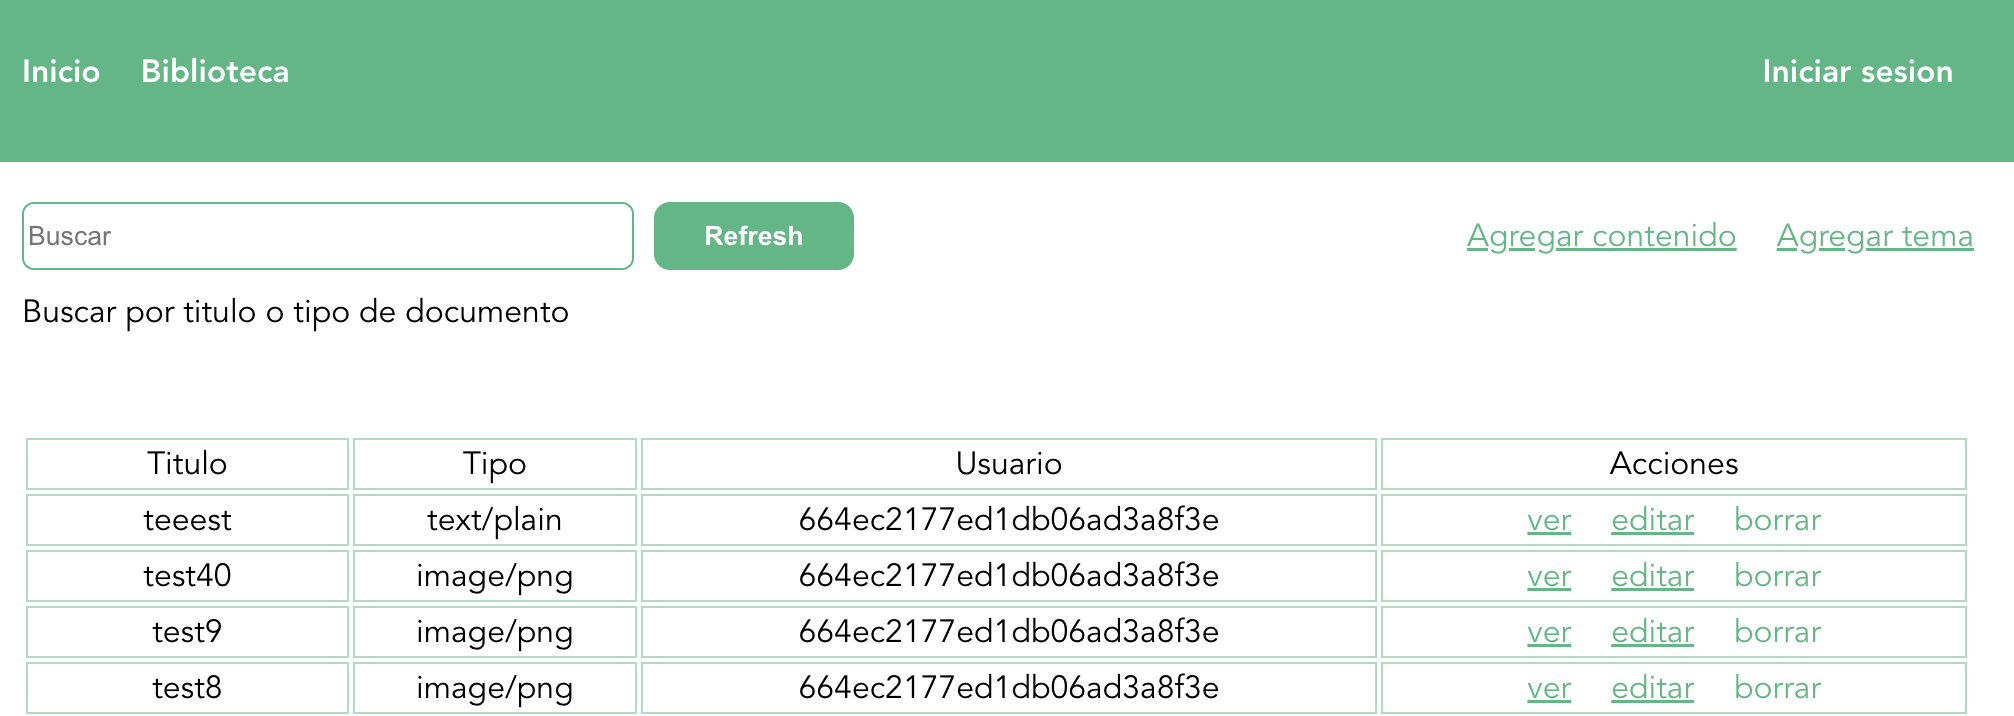 Inicio Biblioteca Iniciar sesion
Buscar Refresh Agregar contenido Agregar tema
Buscar por titulo o tipo de documento
Titulo Tipo Usuario Acciones
teeest text/plain 664ec2177ed1db06ad3a8f3e ver editar borrar
test40 image/png 664ec2177ed1db06ad3a8f3e ver editar borrar
test9 image/png 664ec2177ed1db06ad3a8f3e ver editar borrar
test8 image/png 664ec2177ed1db06ad3a8f3e ver editar borrar